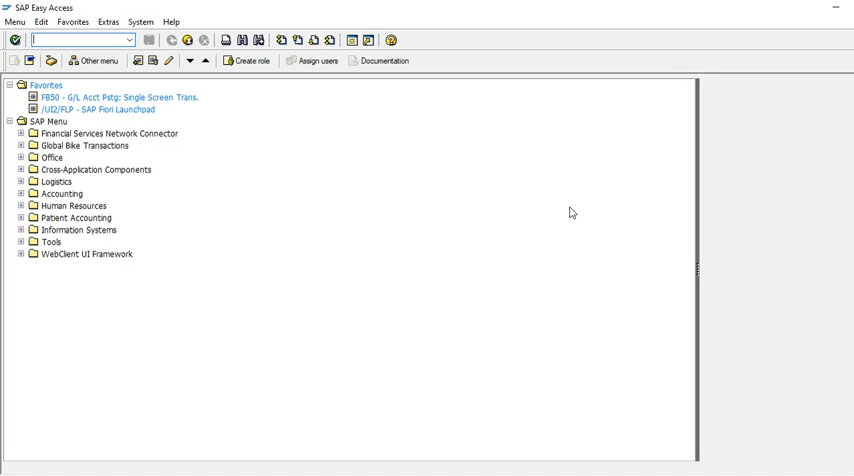 SAP Easy Access
Menu Edit Favorites Extras System Help
Other menu Create role Assign users Documentation
Favorites
FB50 - G/L Acct Pstg: Single Screen Trans.
/UI2/FLP - SAP Fiori Launchpad
SAP Menu
Financial Services Network Connector
Global Bike Transactions
Office
Cross-Application Components
Logistics
Accounting
Human Resources
Patient Accounting
Information Systems
Tools
WebClient UI Framework